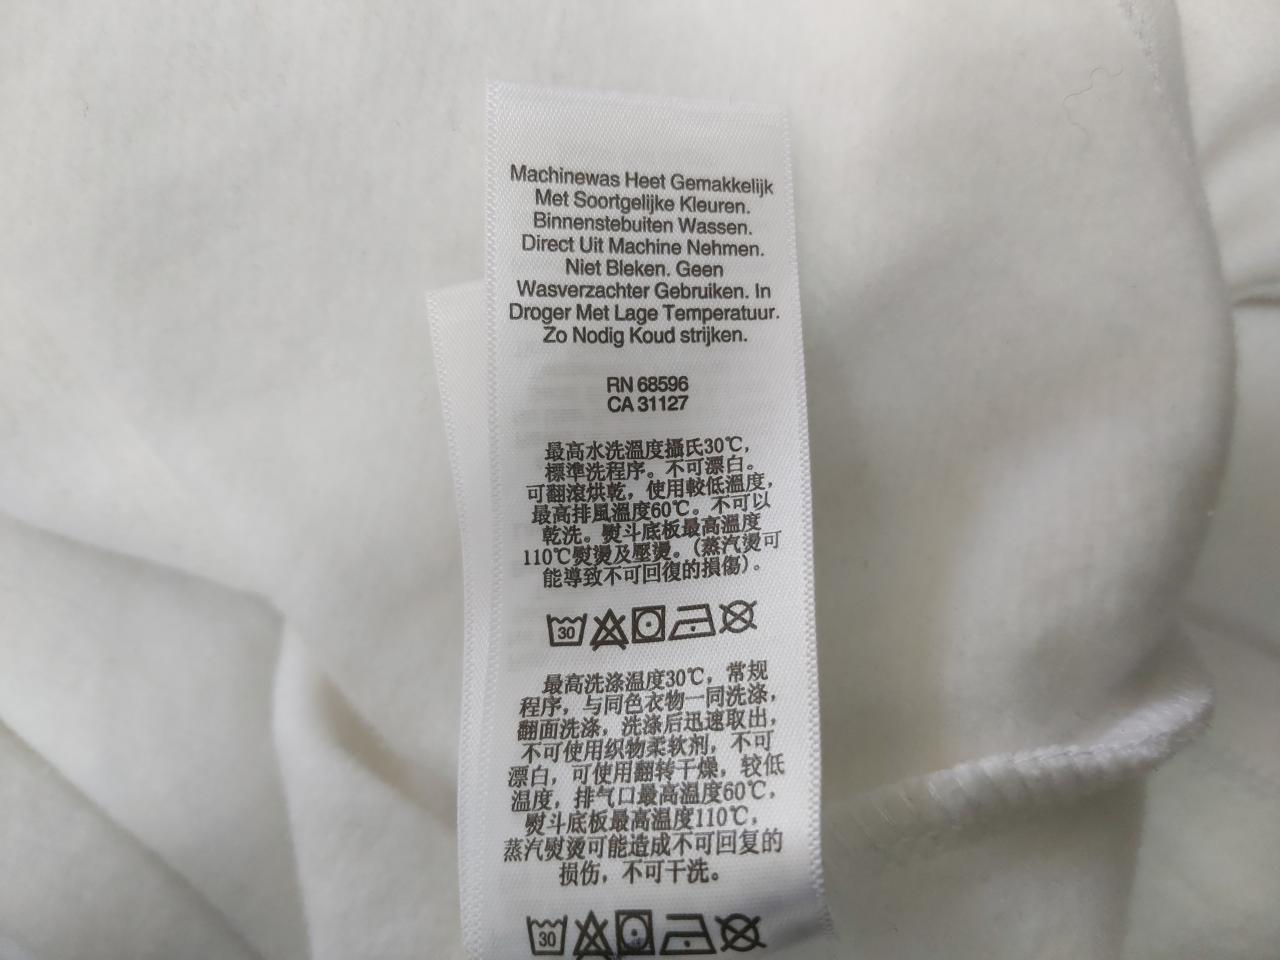 Machinewas Heet Gemakkelijk
Met Soortgelijke Kleuren.
Binnenstebuiten Wassen.
Direct Uit Machine Nehmen.
Niet Bleken. Geen
Wasverzachter Gebruiken. In
Droger Met Lage Temperatuur.
Zo Nodig Koud strijken.
RN 68596
CA 31127
最高水洗溫度攝氏30℃，
標準洗程序。不可漂白。
可翻滾烘乾，使用較低溫度，
最高排風溫度60℃。不可以
乾洗。熨斗底板最高溫度
110℃熨燙及壓燙。(蒸汽燙可
能導致不可回復的損傷)。
30
最高洗涤温度30℃，常规
程序，与同色衣物一同洗涤，
翻面洗涤，洗涤后迅速取出，
不可使用织物柔软剂，不可
漂白，可使用翻转干燥，较低
温度，排气口最高温度60℃，
熨斗底板最高温度110℃，
蒸汽熨烫可能造成不可回复的
损伤，不可干洗。
30